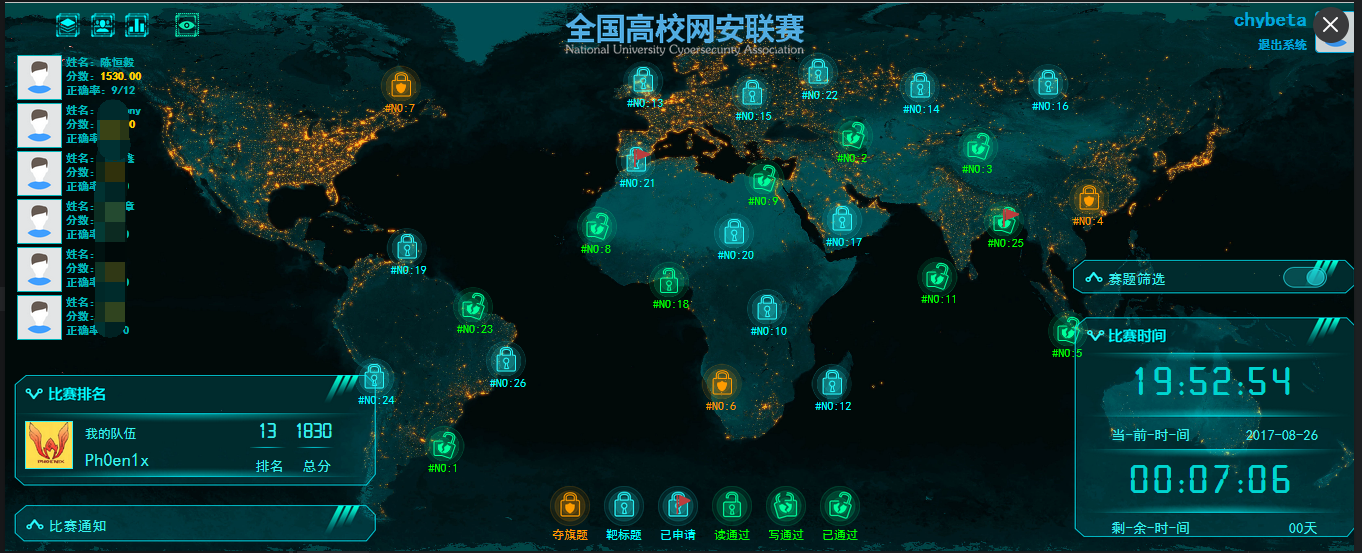 全国高校网安联赛
National University Cybersecurity Association
chybeta
退出系统
姓名: 陈恒毅
分数: 1530.00
正确率: 9/12
姓名:
分数:
正确率
姓名:
分数:
正确率
姓名:
分数:
正确率
姓名:
分数:
正确率
姓名:
分数:
正确率
#NO:7
#NO:13
#NO:15
#NO:22
#NO:14
#NO:16
#NO:2
#NO:3
#NO:21
#NO:9
#NO:4
#NO:8
#NO:20
#NO:17
#NO:25
#NO:19
#NO:18
#NO:11
#NO:23
#NO:10
#NO:5
#NO:26
#NO:24
#NO:6
#NO:12
#NO:1
赛题筛选
比赛时间
19:52:54
当-前-时-间 2017-08-26
00:07:06
剩-余-时-间 00天
比赛排名
我的队伍 13 1830
Ph0en1x 排名 总分
比赛通知
夺旗题 靶标题 已申请 读通过 写通过 已通过